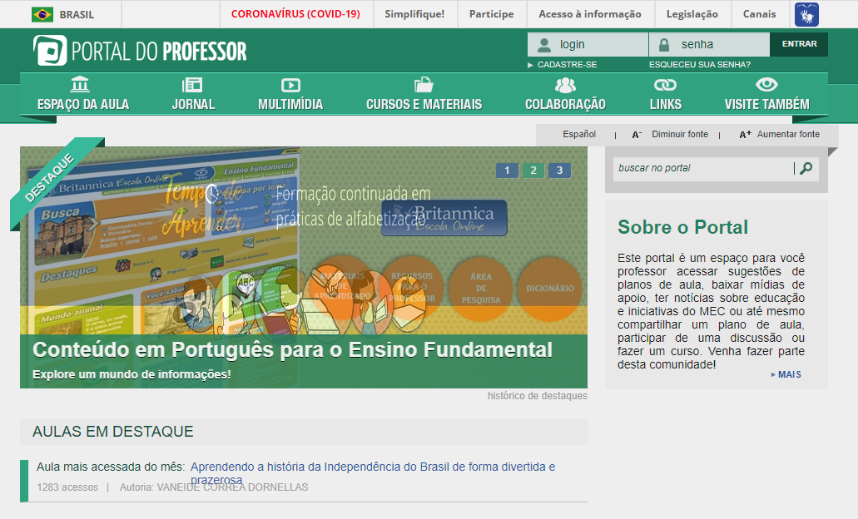 BRASIL
CORONAVÍRUS (COVID-19)
Simplifique!
Participe
Acesso à informação
Legislação
Canais
PORTAL DO PROFESSOR
login
senha
ENTRAR
CADASTRE-SE
ESQUECEU SUA SENHA?
ESPAÇO DA AULA
JORNAL
MULTIMÍDIA
CURSOS E MATERIAIS
COLABORAÇÃO
LINKS
VISITE TAMBÉM
Español
A- Diminuir fonte
A+ Aumentar fonte
DESTAQUE
1 2 3
Britannica Escola Online
Ensino Fundamental
Busca
Tempo de
Aprender
Formação continuada em
práticas de alfabetização
Britannica
Escola Online
Destaques
Mundo animal
Você sabia
ABC
MATERIAIS
DE
APRENDIZADO
RECURSOS
PARA O
PROFESSOR
ÁREA
DE
PESQUISA
DICIONÁRIO
Conteúdo em Português para o Ensino Fundamental
Explore um mundo de informações!
histórico de destaques
buscar no portal
Sobre o Portal
Este portal é um espaço para você
professor acessar sugestões de
planos de aula, baixar mídias de
apoio, ter notícias sobre educação
e iniciativas do MEC ou até mesmo
compartilhar um plano de aula,
participar de uma discussão ou
fazer um curso. Venha fazer parte
desta comunidade!
MAIS
AULAS EM DESTAQUE
Aula mais acessada do mês: Aprendendo a história da Independência do Brasil de forma divertida e
prazerosa
1283 acessos | Autoria: VANEIDE CORREA DORNELLAS